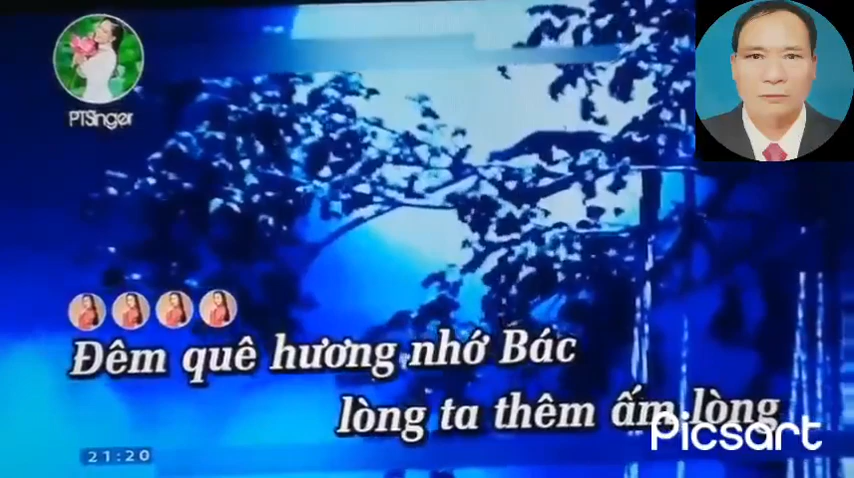 PTSinger
Đêm quê hương nhớ Bác
lòng ta thêm ấm lòng
Picsart
21:20